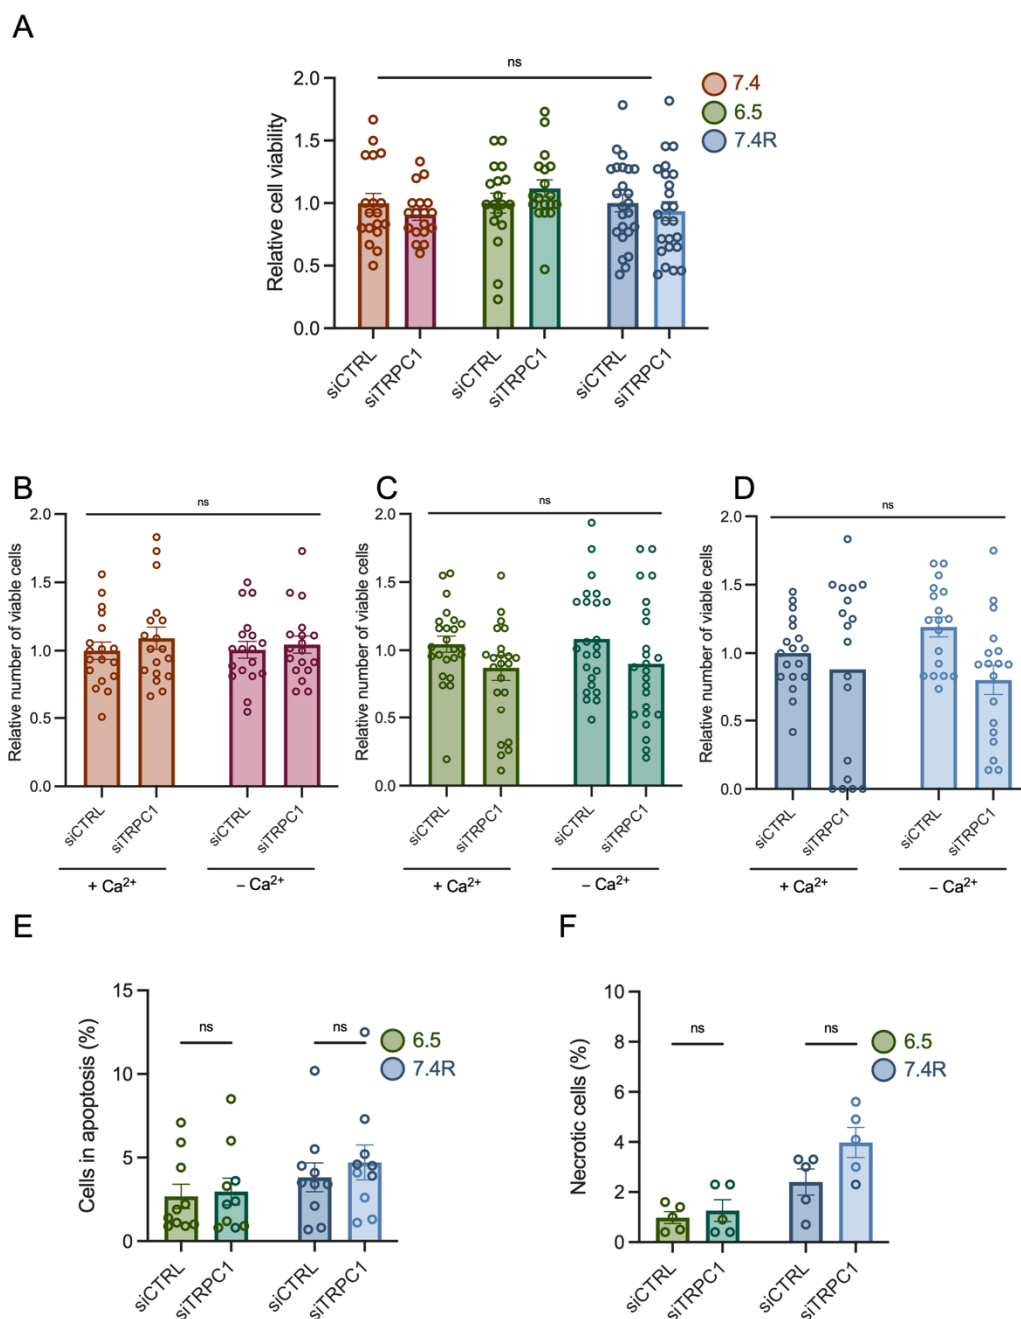 A
ns
Relative cell viability
2.0
1.5
1.0
0.5
0.0
siCTRL
siTRPC1
siCTRL
siTRPC1
siCTRL
siTRPC1
7.4
6.5
7.4R
B
ns
Relative number of viable cells
2.0
1.5
1.0
0.5
0.0
siCTRL
siTRPC1
siCTRL
siTRPC1
+ Ca²⁺
– Ca²⁺
C
ns
Relative number of viable cells
2.0
1.5
1.0
0.5
0.0
siCTRL
siTRPC1
siCTRL
siTRPC1
+ Ca²⁺
– Ca²⁺
D
ns
Relative number of viable cells
2.0
1.5
1.0
0.5
0.0
siCTRL
siTRPC1
siCTRL
siTRPC1
+ Ca²⁺
– Ca²⁺
E
Cells in apoptosis (%)
15
10
5
0
ns
ns
siCTRL
siTRPC1
siCTRL
siTRPC1
6.5
7.4R
F
Necrotic cells (%)
10
8
6
4
2
0
ns
ns
siCTRL
siTRPC1
siCTRL
siTRPC1
6.5
7.4R